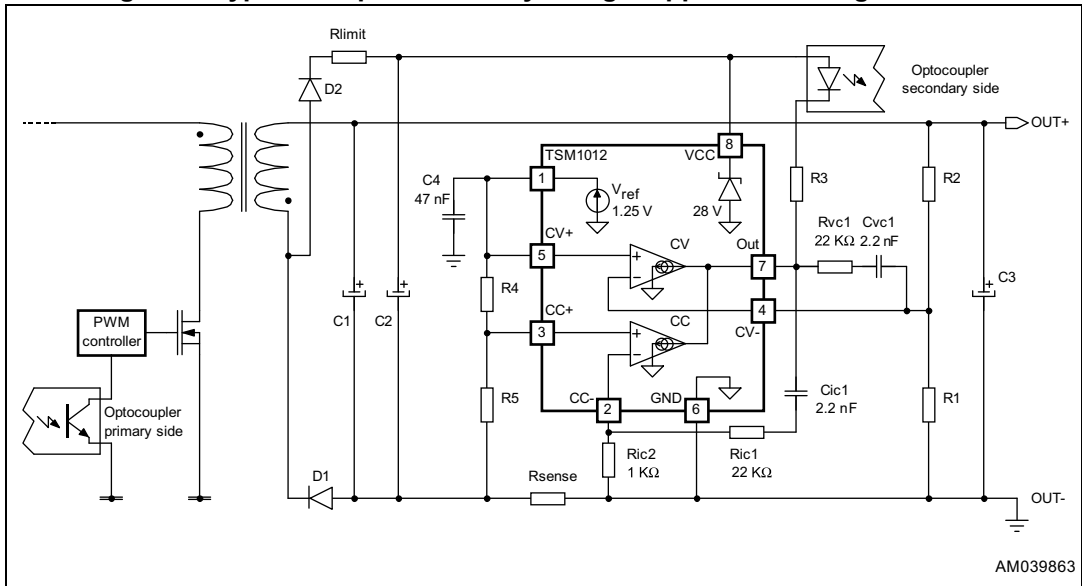 Rlimit
D2
Optocoupler
secondary side
OUT+
TSM1012
8
VCC
C4
47 nF
1
Vref
1.25 V
28 V
R3
R2
CV+
5
CV
Out
7
Rvc1
22 KΩ
Cvc1
2.2 nF
C3
R4
4
CV-
CC+
3
CC
C1
C2
PWM
controller
R5
CC-
2
GND
6
Cic1
2.2 nF
R1
Optocoupler
primary side
Ric2
1 KΩ
Ric1
22 KΩ
D1
Rsense
OUT-
AM039863